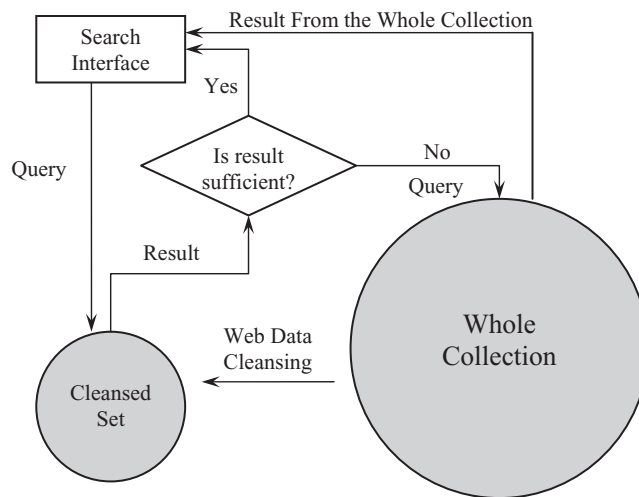 Result From the Whole Collection
Search
Interface
Yes
Query
Is result
sufficient?
No
Query
Result
Whole
Collection
Web Data
Cleansing
Cleansed
Set